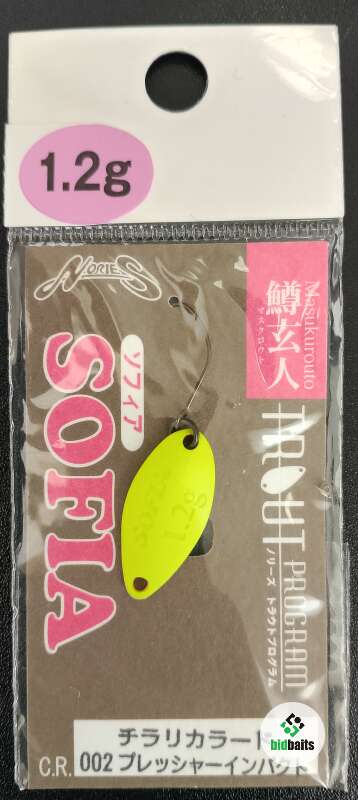 1.2g
NORIES
Masukurouto
鱒玄人
マスクロウト
ソフィア
SOFIA
TROUT PROGRAM
ノリーズ トラウトプログラム
SOFIA
1.2g
チラリカラード
C.R. 002 プレッシャーインパクト
bidbaits